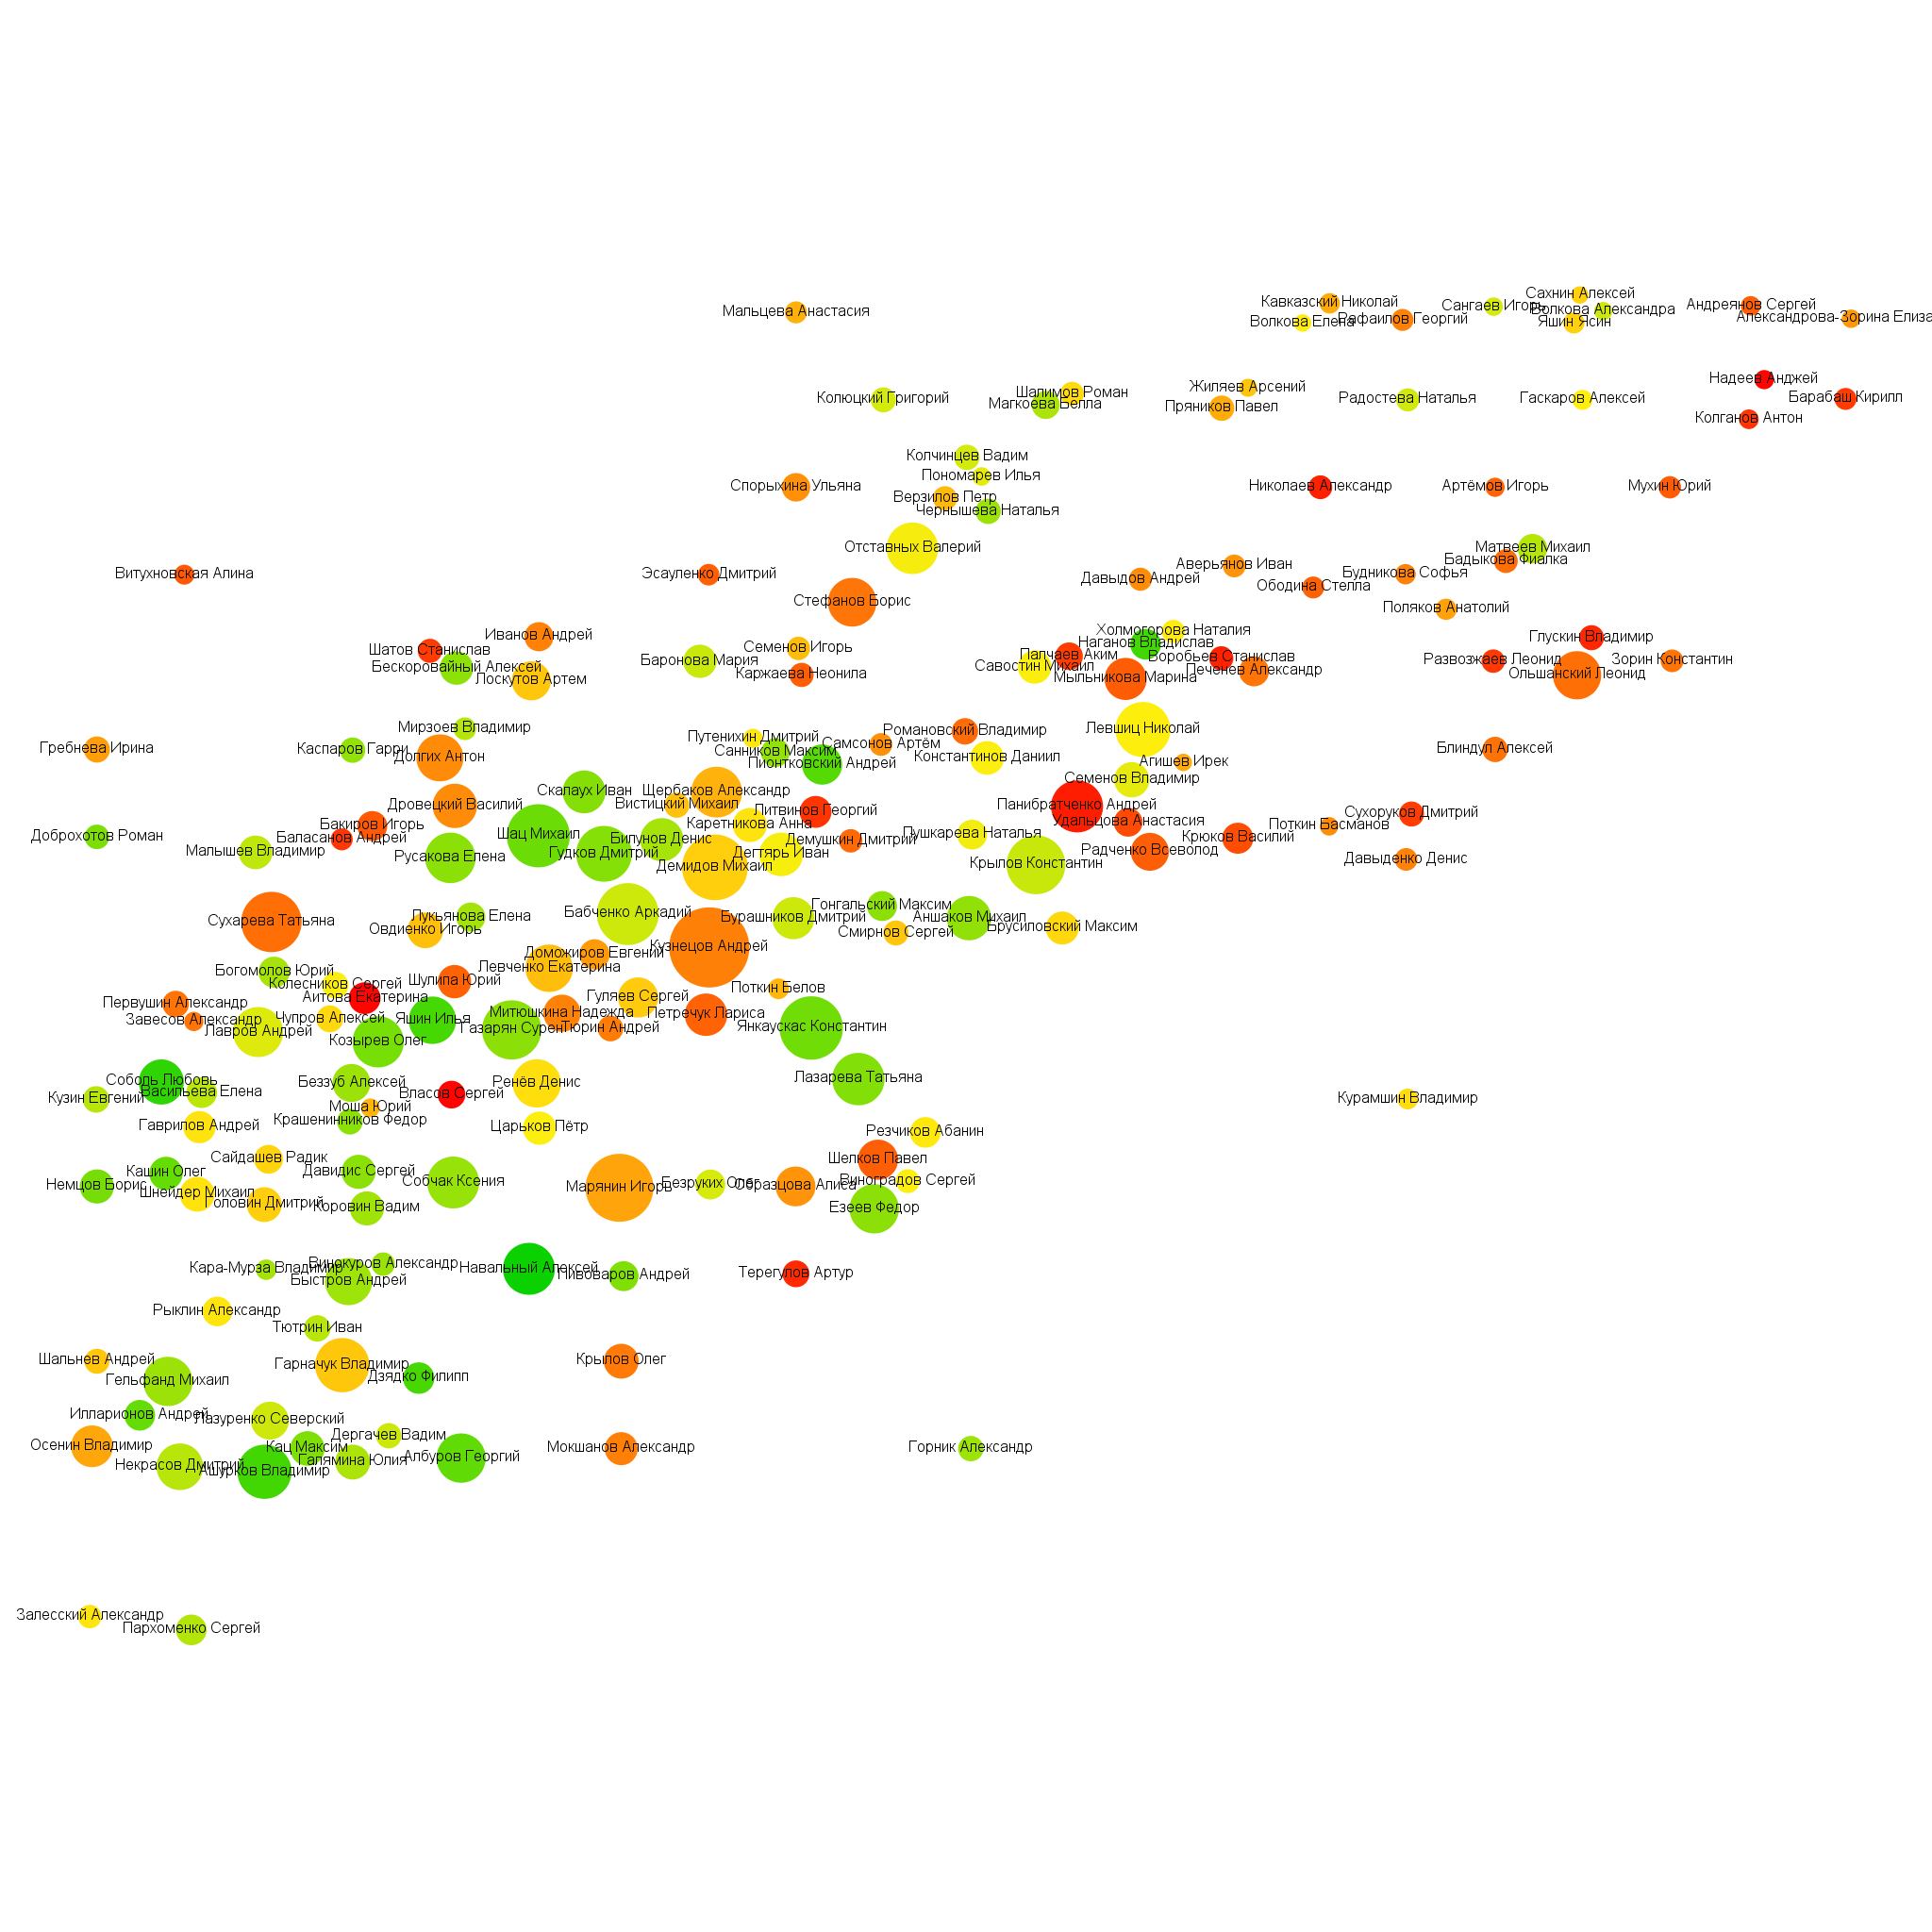 Сахнин Алексей
Кавказский Николай
Сангаев Игорь
Андреянов Сергей
Мальцева Анастасия
Волкова Александра
Александрова-Зорина Елиза
Рафаилов Георгий
Волкова Елена
Яшин Ясин
Надеев Анджей
Жиляев Арсений
Шалимов Роман
Колюцкий Григорий
Радостева Наталья
Гаскаров Алексей
Барабаш Кирилл
Магкоева Белла
Пряников Павел
Колганов Антон
Колчинцев Вадим
Пономарев Илья
Спорыхина Ульяна
Николаев Александр
Артёмов Игорь
Мухин Юрий
Верзилов Петр
Чернышева Наталья
Отставных Валерий
Матвеев Михаил
Бадыкова Фиалка
Аверьянов Иван
Витухновская Алина
Эсауленко Дмитрий
Давыдов Андрей
Будникова Софья
Ободина Стелла
Стефанов Борис
Поляков Анатолий
Холмогорова Наталия
Иванов Андрей
Наганов Владислав
Глускин Владимир
Шатов Станислав
Семенов Игорь
Палчаев Аким
Воробьев Станислав
Баронова Мария
Развозжаев Леонид
Зорин Константин
Бескоровайный Алексей
Савостин Михаил
Печенев Александр
Каржаева Неонила
Ольшанский Леонид
Лоскутов Артем
Мыльникова Марина
Мирзоев Владимир
Романовский Владимир
Левшиц Николай
Путенихин Дмитрий
Самсонов Артём
Гребнева Ирина
Каспаров Гарри
Санников Максим
Блиндул Алексей
Долгих Антон
Константинов Даниил
Пионтковский Андрей
Агишев Ирек
Семенов Владимир
Скалаух Иван
Щербаков Александр
Дровецкий Василий
Вистицкий Михаил
Панибратченко Андрей
Литвинов Георгий
Сухоруков Дмитрий
Удальцова Анастасия
Бакиров Игорь
Каретникова Анна
Поткин Басманов
Доброхотов Роман
Баласанов Андрей
Шац Михаил
Билунов Денис
Демушкин Дмитрий
Пушкарева Наталья
Крюков Василий
Малышев Владимир
Русакова Елена
Гудков Дмитрий
Дегтярь Иван
Радченко Всеволод
Давыденко Денис
Демидов Михаил
Крылов Константин
Гонгальский Максим
Сухарева Татьяна
Лукьянова Елена
Бабченко Аркадий
Бурашников Дмитрий
Аншаков Михаил
Овдиенко Игорь
Смирнов Сергей
Брусиловский Максим
Кузнецов Андрей
Доможиров Евгений
Богомолов Юрий
Левченко Екатерина
Колесников Сергей
Шулипа Юрий
Поткин Белов
Аитова Екатерина
Гуляев Сергей
Первушин Александр
Митюшкина Надежда
Петречук Лариса
Завесов Александр
Чупров Алексей
Яшин Илья
Газарян Сурен
Тюрин Андрей
Янкаускас Константин
Лавров Андрей
Козырев Олег
Лазарева Татьяна
Соболь Любовь
Беззуб Алексей
Ренёв Денис
Васильева Елена
Власов Сергей
Кузин Евгений
Курамшин Владимир
Моша Юрий
Крашенинников Федор
Гаврилов Андрей
Царьков Пётр
Резчиков Абанин
Сайдашев Радик
Шелков Павел
Кашин Олег
Давидис Сергей
Немцов Борис
Собчак Ксения
Марянин Игорь
Безруких Олег
Образцова Алиса
Виноградов Сергей
Шнейдер Михаил
Головин Дмитрий
Коровин Вадим
Езеев Федор
Кара-Мурза Владимир
Винокуров Александр
Навальный Алексей
Пивоваров Андрей
Терегулов Артур
Быстров Андрей
Рыклин Александр
Тютрин Иван
Шальнев Андрей
Гарначук Владимир
Крылов Олег
Гельфанд Михаил
Дзядко Филипп
Илларионов Андрей
Лазуренко Северский
Дергачев Вадим
Осенин Владимир
Кац Максим
Мокшанов Александр
Горник Александр
Некрасов Дмитрий
Ашурков Владимир
Галямина Юлия
Албуров Георгий
Залесский Александр
Пархоменко Сергей